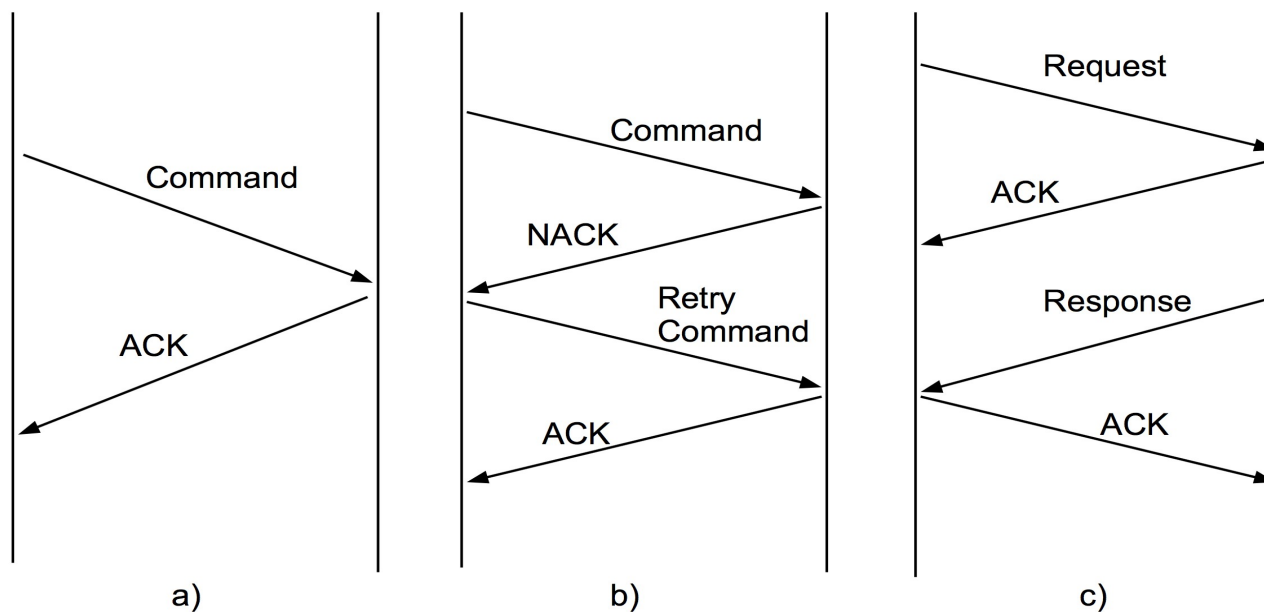 Command
ACK
a)
Command
NACK
Retry
Command
ACK
b)
Request
ACK
Response
ACK
c)